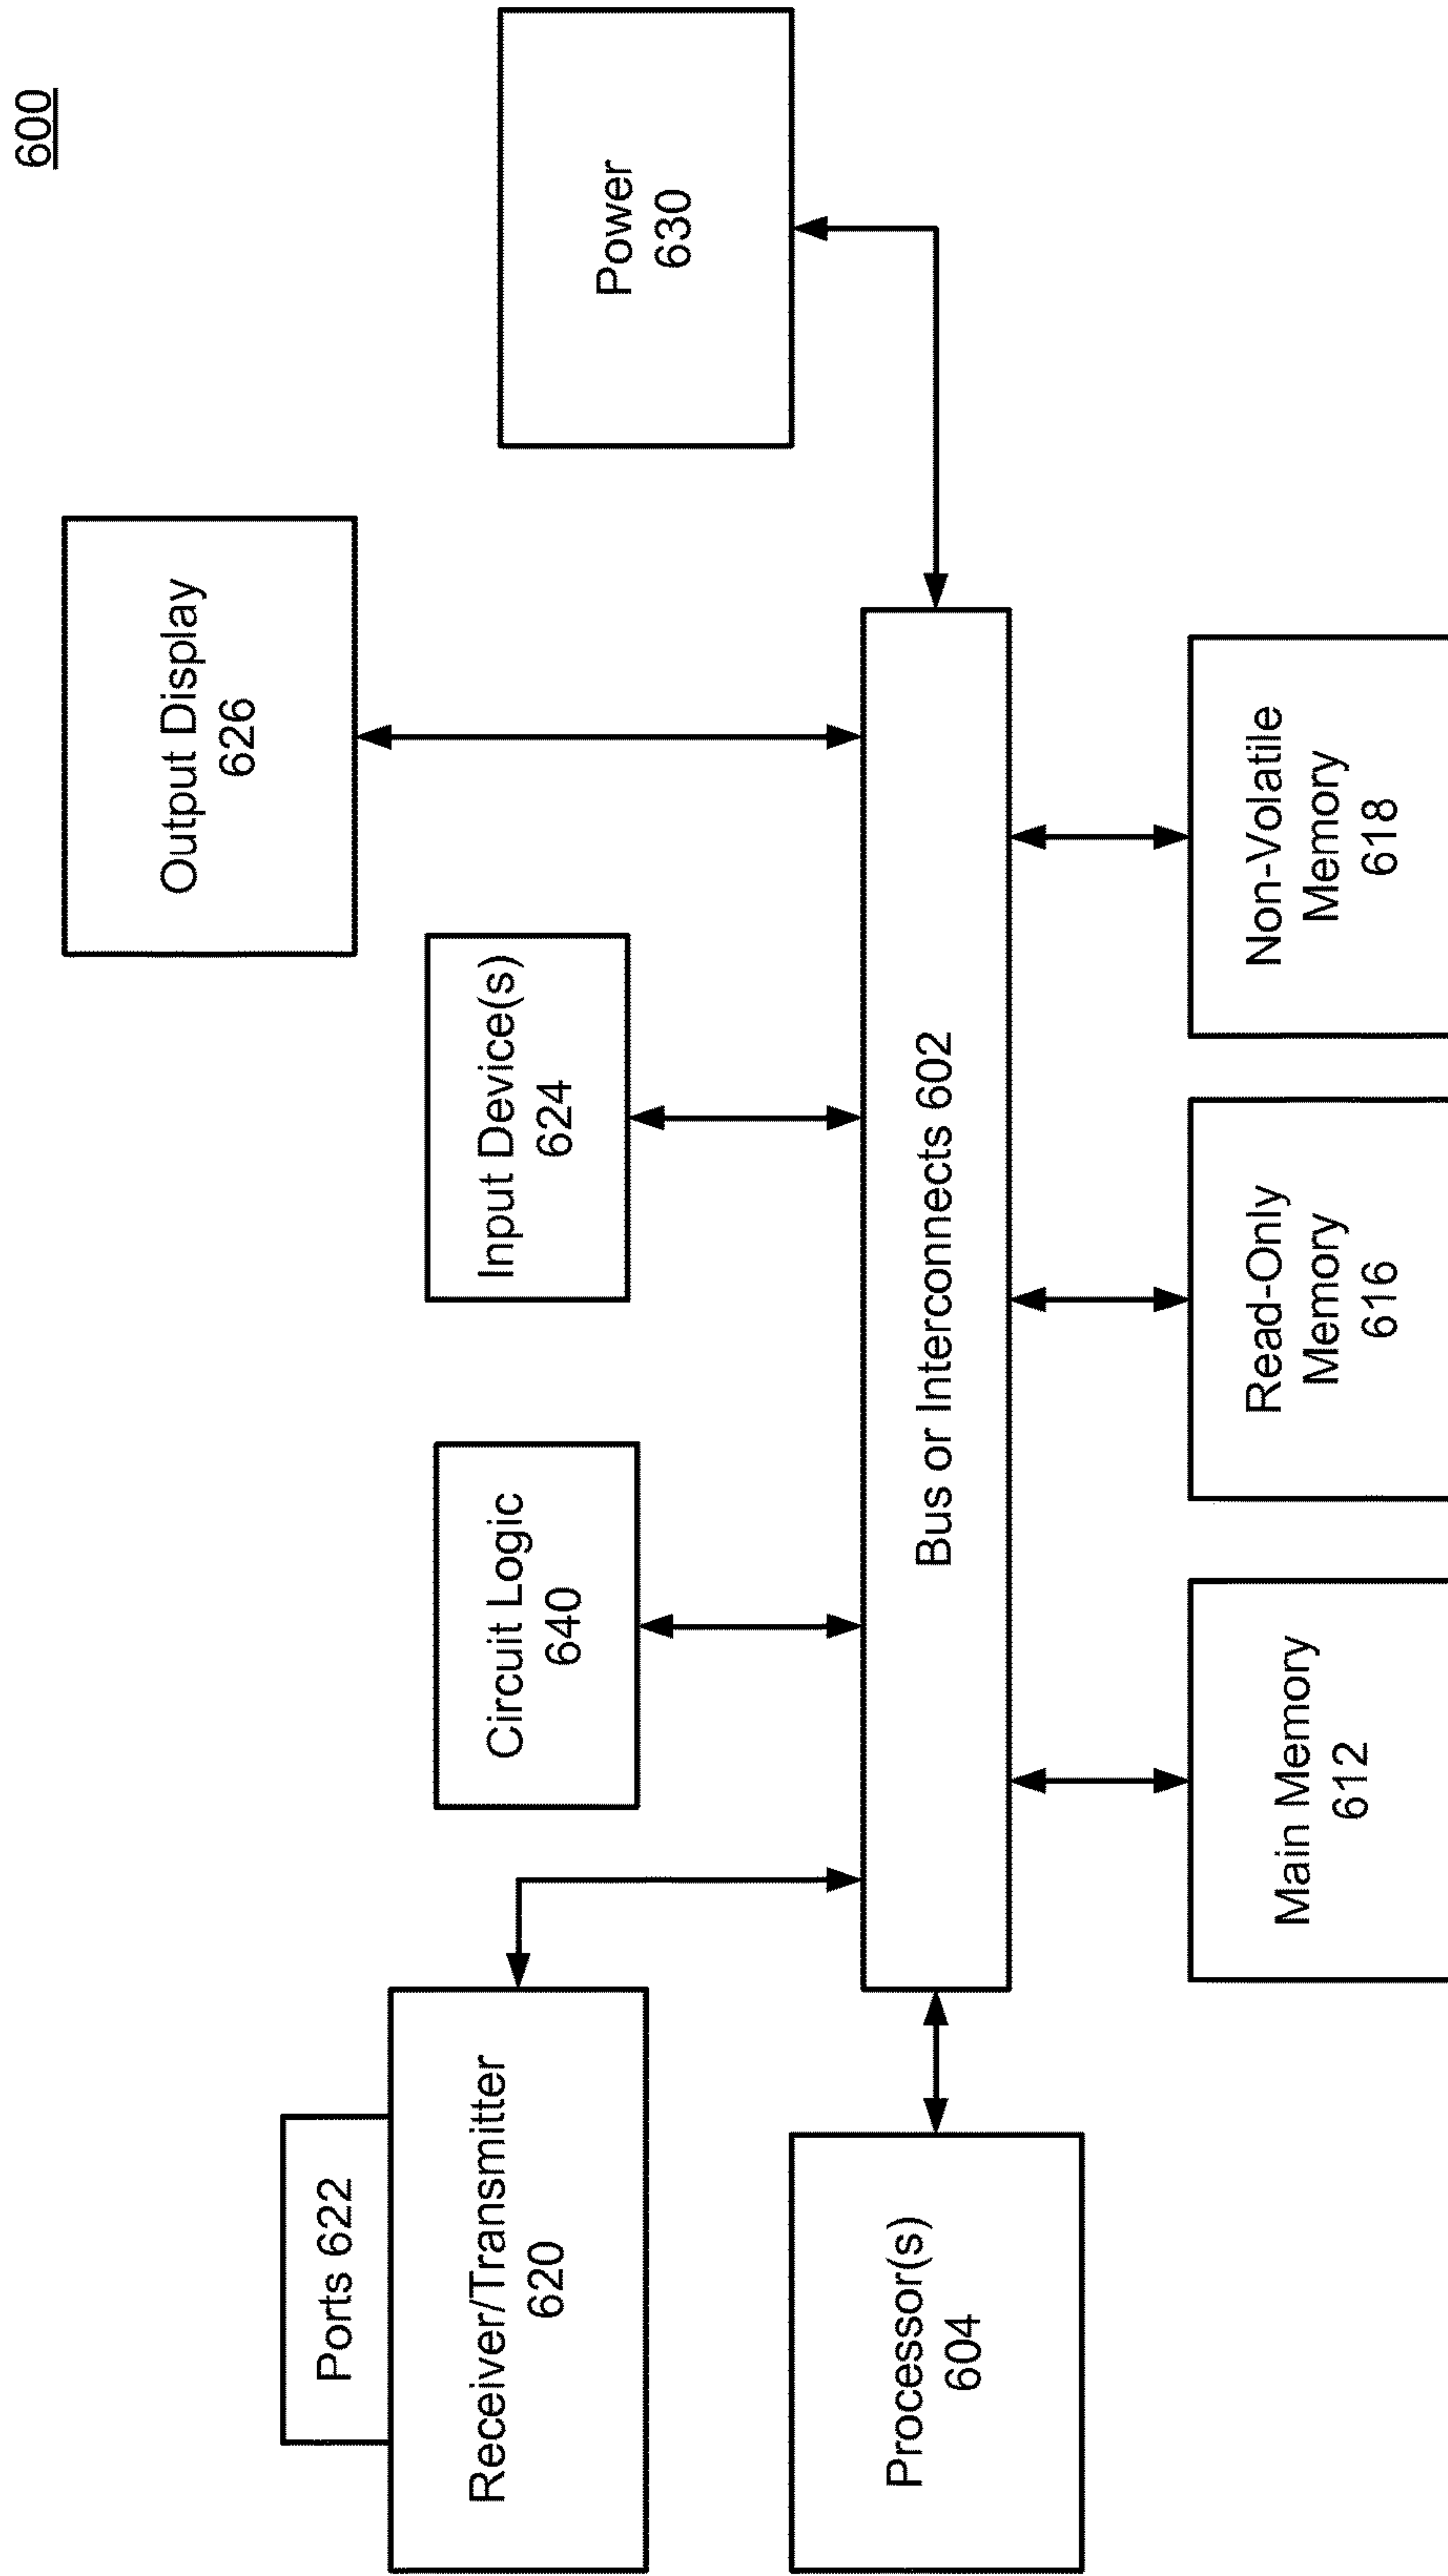 600
Ports 622
Receiver/Transmitter
620
Circuit Logic
640
Input Device(s)
624
Output Display
626
Power
630
Processor(s)
604
Bus or Interconnects 602
Main Memory
612
Read-Only
Memory
616
Non-Volatile
Memory
618